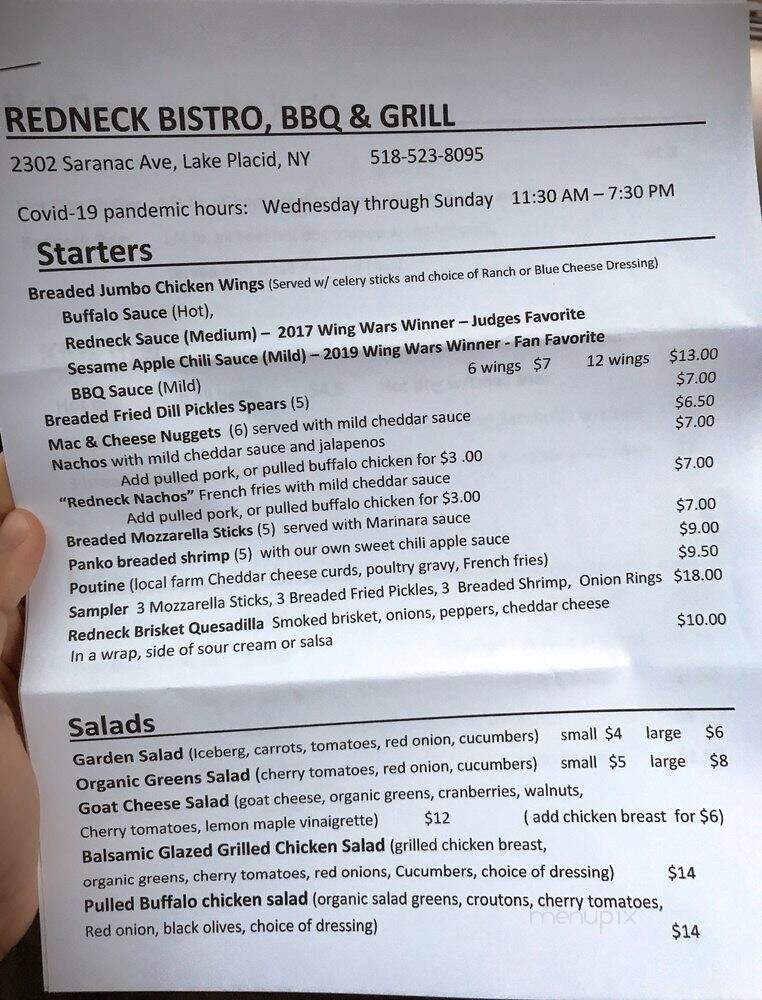 REDNECK BISTRO, BBQ & GRILL
2302 Saranac Ave, Lake Placid, NY 518-523-8095
Covid-19 pandemic hours: Wednesday through Sunday 11:30 AM – 7:30 PM
Starters
Breaded Jumbo Chicken Wings (Served w/ celery sticks and choice of Ranch or Blue Cheese Dressing)
Buffalo Sauce (Hot),
Redneck Sauce (Medium) – 2017 Wing Wars Winner – Judges Favorite
Sesame Apple Chili Sauce (Mild) – 2019 Wing Wars Winner - Fan Favorite
BBQ Sauce (Mild) 6 wings $7 12 wings $13.00
Breaded Fried Dill Pickles Spears (5) $7.00
Mac & Cheese Nuggets (6) served with mild cheddar sauce $6.50
Nachos with mild cheddar sauce and jalapenos $7.00
Add pulled pork, or pulled buffalo chicken for $3 .00
“Redneck Nachos” French fries with mild cheddar sauce $7.00
Add pulled pork, or pulled buffalo chicken for $3.00
Breaded Mozzarella Sticks (5) served with Marinara sauce $7.00
Panko breaded shrimp (5) with our own sweet chili apple sauce $9.00
Poutine (local farm Cheddar cheese curds, poultry gravy, French fries) $9.50
Sampler 3 Mozzarella Sticks, 3 Breaded Fried Pickles, 3 Breaded Shrimp, Onion Rings $18.00
Redneck Brisket Quesadilla Smoked brisket, onions, peppers, cheddar cheese
In a wrap, side of sour cream or salsa $10.00
Salads
Garden Salad (Iceberg, carrots, tomatoes, red onion, cucumbers) small $4 large $6
Organic Greens Salad (cherry tomatoes, red onion, cucumbers) small $5 large $8
Goat Cheese Salad (goat cheese, organic greens, cranberries, walnuts,
Cherry tomatoes, lemon maple vinaigrette) $12 ( add chicken breast for $6)
Balsamic Glazed Grilled Chicken Salad (grilled chicken breast,
organic greens, cherry tomatoes, red onions, Cucumbers, choice of dressing) $14
Pulled Buffalo chicken salad (organic salad greens, croutons, cherry tomatoes,
Red onion, black olives, choice of dressing) $14
menupix